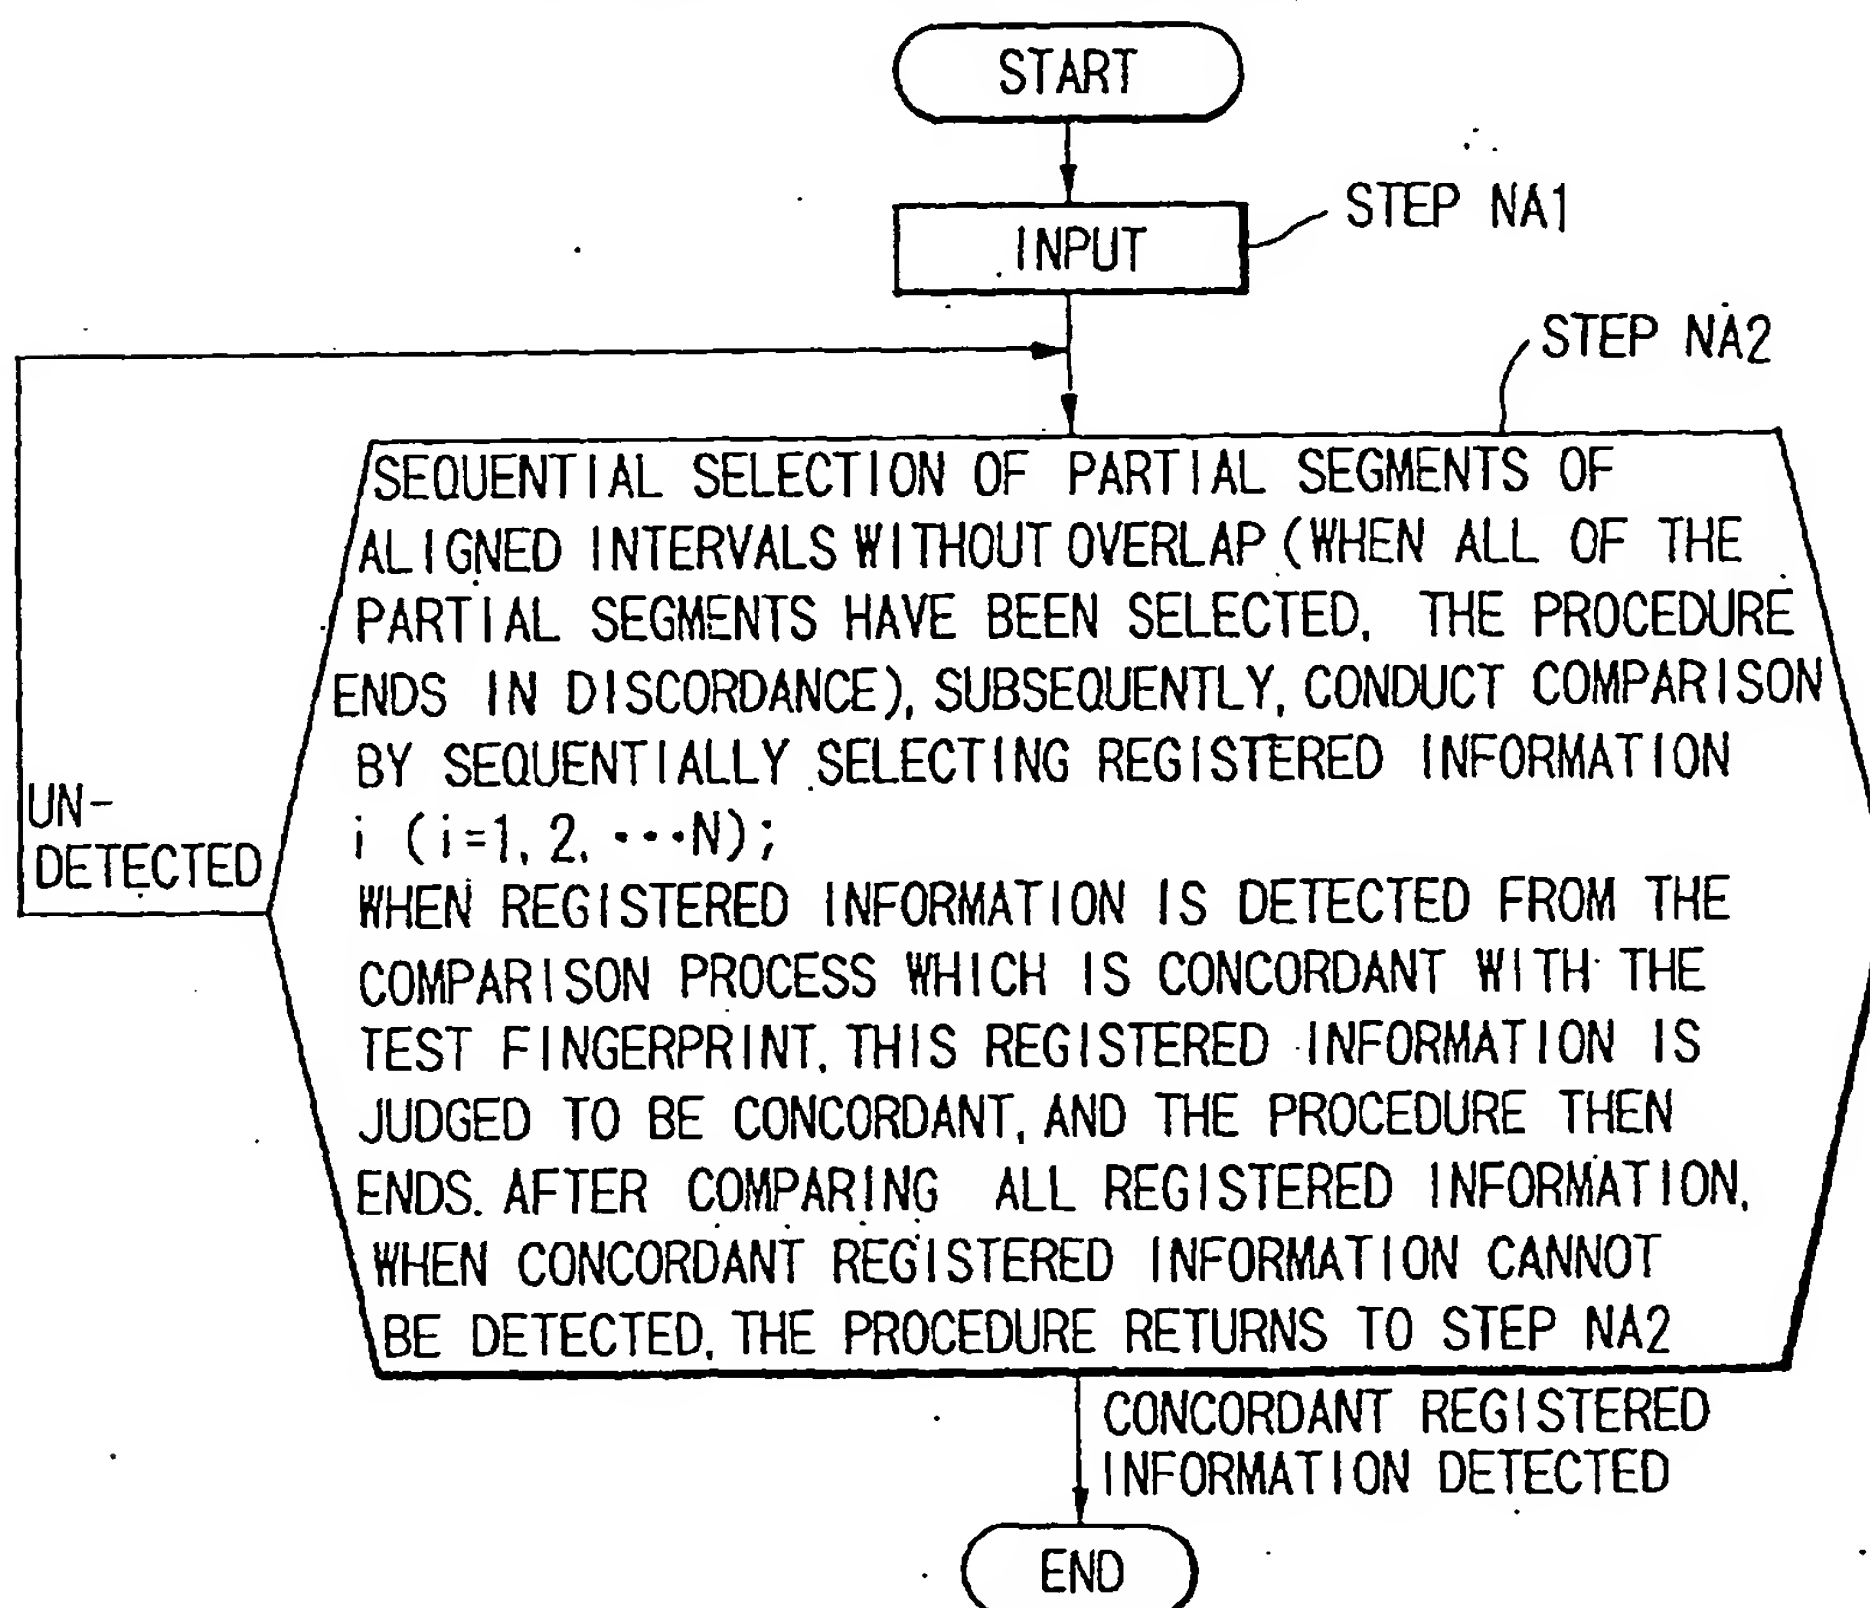 START
INPUT
STEP NA1
STEP NA2
SEQUENTIAL SELECTION OF PARTIAL SEGMENTS OF
ALIGNED INTERVALS WITHOUT OVERLAP (WHEN ALL OF THE
PARTIAL SEGMENTS HAVE BEEN SELECTED, THE PROCEDURE
ENDS IN DISCORDANCE), SUBSEQUENTLY, CONDUCT COMPARISON
BY SEQUENTIALLY SELECTING REGISTERED INFORMATION
i (i=1, 2, ···N);
WHEN REGISTERED INFORMATION IS DETECTED FROM THE
COMPARISON PROCESS WHICH IS CONCORDANT WITH THE
TEST FINGERPRINT, THIS REGISTERED INFORMATION IS
JUDGED TO BE CONCORDANT, AND THE PROCEDURE THEN
ENDS. AFTER COMPARING ALL REGISTERED INFORMATION,
WHEN CONCORDANT REGISTERED INFORMATION CANNOT
BE DETECTED, THE PROCEDURE RETURNS TO STEP NA2
UN-
DETECTED
CONCORDANT REGISTERED
INFORMATION DETECTED
END